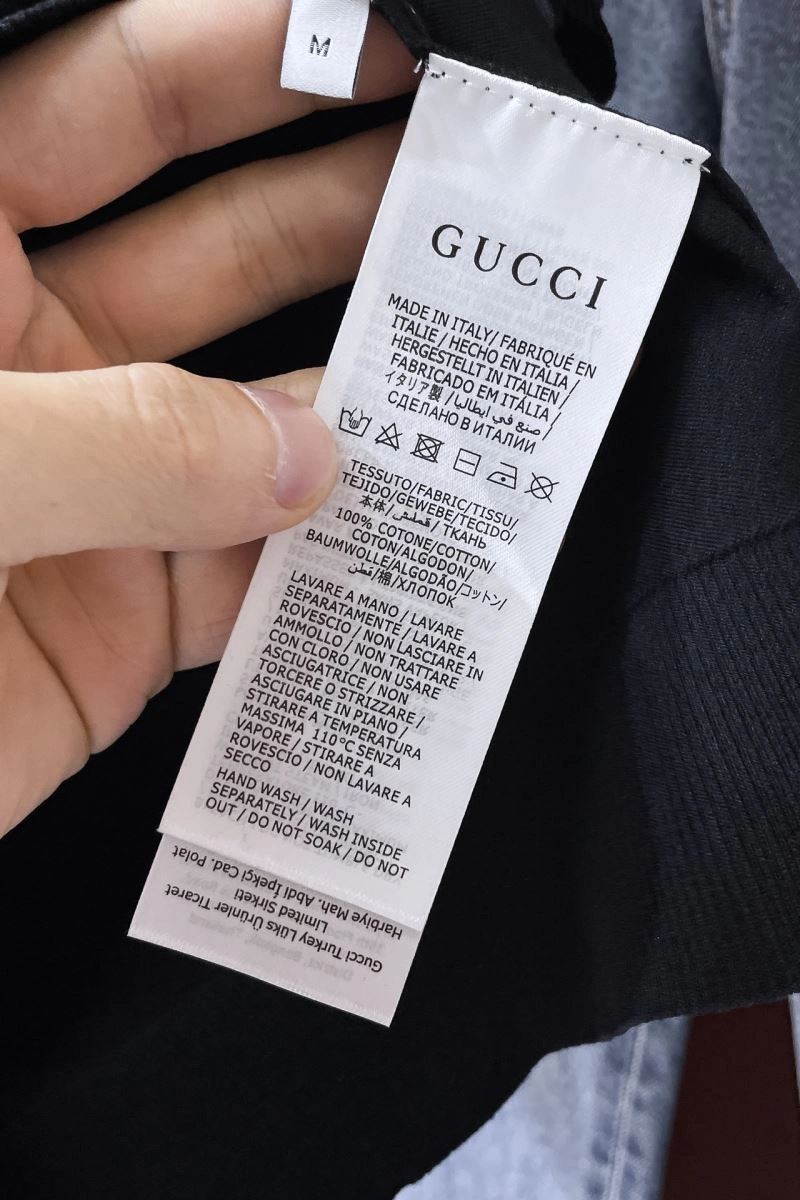 M
GUCCI
MADE IN ITALY / FABRIQUÉ EN
ITALIE / HECHO EN ITALIA /
HERGESTELLT IN ITALIEN /
FABRICADO EM ITÁLIA /
イタリア製 / صنع في ايطاليا /
СДЕЛАНО В ИТАЛИИ
TESSUTO/FABRIC/TISSU/
TEJIDO/GEWEBE/TECIDO/
本体/قطش/ ТКАНЬ
100% COTONE/COTTON/
COTON/ALGODON/
BAUMWOLLE/ALGODÃO/コットン/
قطن/棉/ХЛОПОК
LAVARE A MANO / LAVARE
SEPARATAMENTE / LAVARE A
ROVESCIO / NON LASCIARE IN
AMMOLLO / NON TRATTARE
CON CLORO / NON USARE
ASCIUGATRICE / NON
TORCERE O STRIZZARE /
ASCIUGARE IN PIANO /
STIRARE A TEMPERATURA
MASSIMA 110°C SENZA
VAPORE / STIRARE A
ROVESCIO / NON LAVARE A
SECCO
HAND WASH / WASH
SEPARATELY / WASH INSIDE
OUT / DO NOT SOAK / DO NOT
Gucci Turkey Lüks Ürünler Ticaret
Limited Sirketi
Harbiye Mah. Abdi İpekçi Cad. Polat